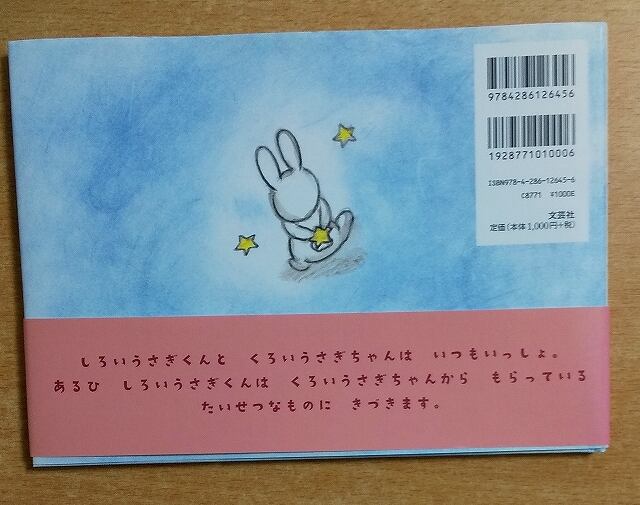 9784286126456
1928771010006
ISBN978-4-286-12645-6
C8771 ¥1000E
文芸社
定価(本体1,000円+税)
しろいうさぎくんと くろいうさぎちゃんは いつもいっしょ。
あるひ しろいうさぎくんは くろいうさぎちゃんから もらっている
たいせつなものに きづきます。